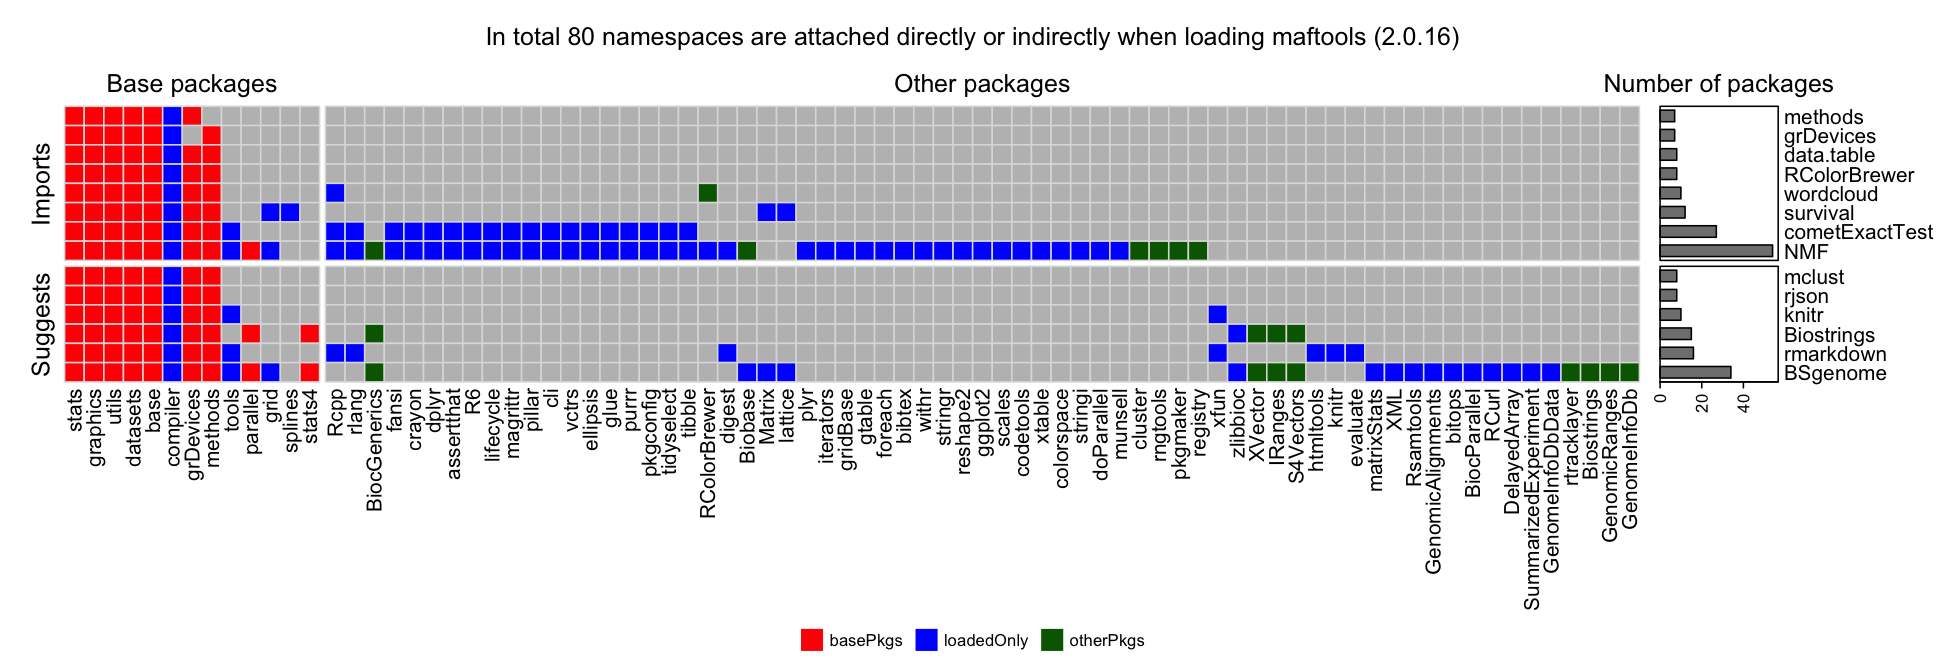 In total 80 namespaces are attached directly or indirectly when loading maftools (2.0.16)
Base packages
Other packages
Number of packages
Imports
methods
grDevices
data.table
RColorBrewer
wordcloud
survival
cometExactTest
NMF
Suggests
mclust
rjson
knitr
Biostrings
rmarkdown
BSgenome
0
20
40
stats
graphics
utils
datasets
base
compiler
grDevices
methods
tools
parallel
grid
splines
stats4
Rcpp
rlang
BiocGenerics
fansi
crayon
dplyr
assertthat
R6
lifecycle
magrittr
pillar
cli
vctrs
ellipsis
glue
purrr
pkgconfig
tidyselect
tibble
RColorBrewer
digest
Biobase
Matrix
lattice
plyr
iterators
gridBase
gtable
foreach
bibtex
withr
stringr
reshape2
ggplot2
scales
codetools
xtable
colorspace
stringi
doParallel
munsell
cluster
rngtools
pkgmaker
registry
xfun
zlibbioc
XVector
IRanges
S4Vectors
htmltools
knitr
evaluate
matrixStats
XML
Rsamtools
GenomicAlignments
bitops
BiocParallel
RCurl
DelayedArray
SummarizedExperiment
GenomeInfoDbData
rtracklayer
Biostrings
GenomicRanges
GenomeInfoDb
basePkgs
loadedOnly
otherPkgs